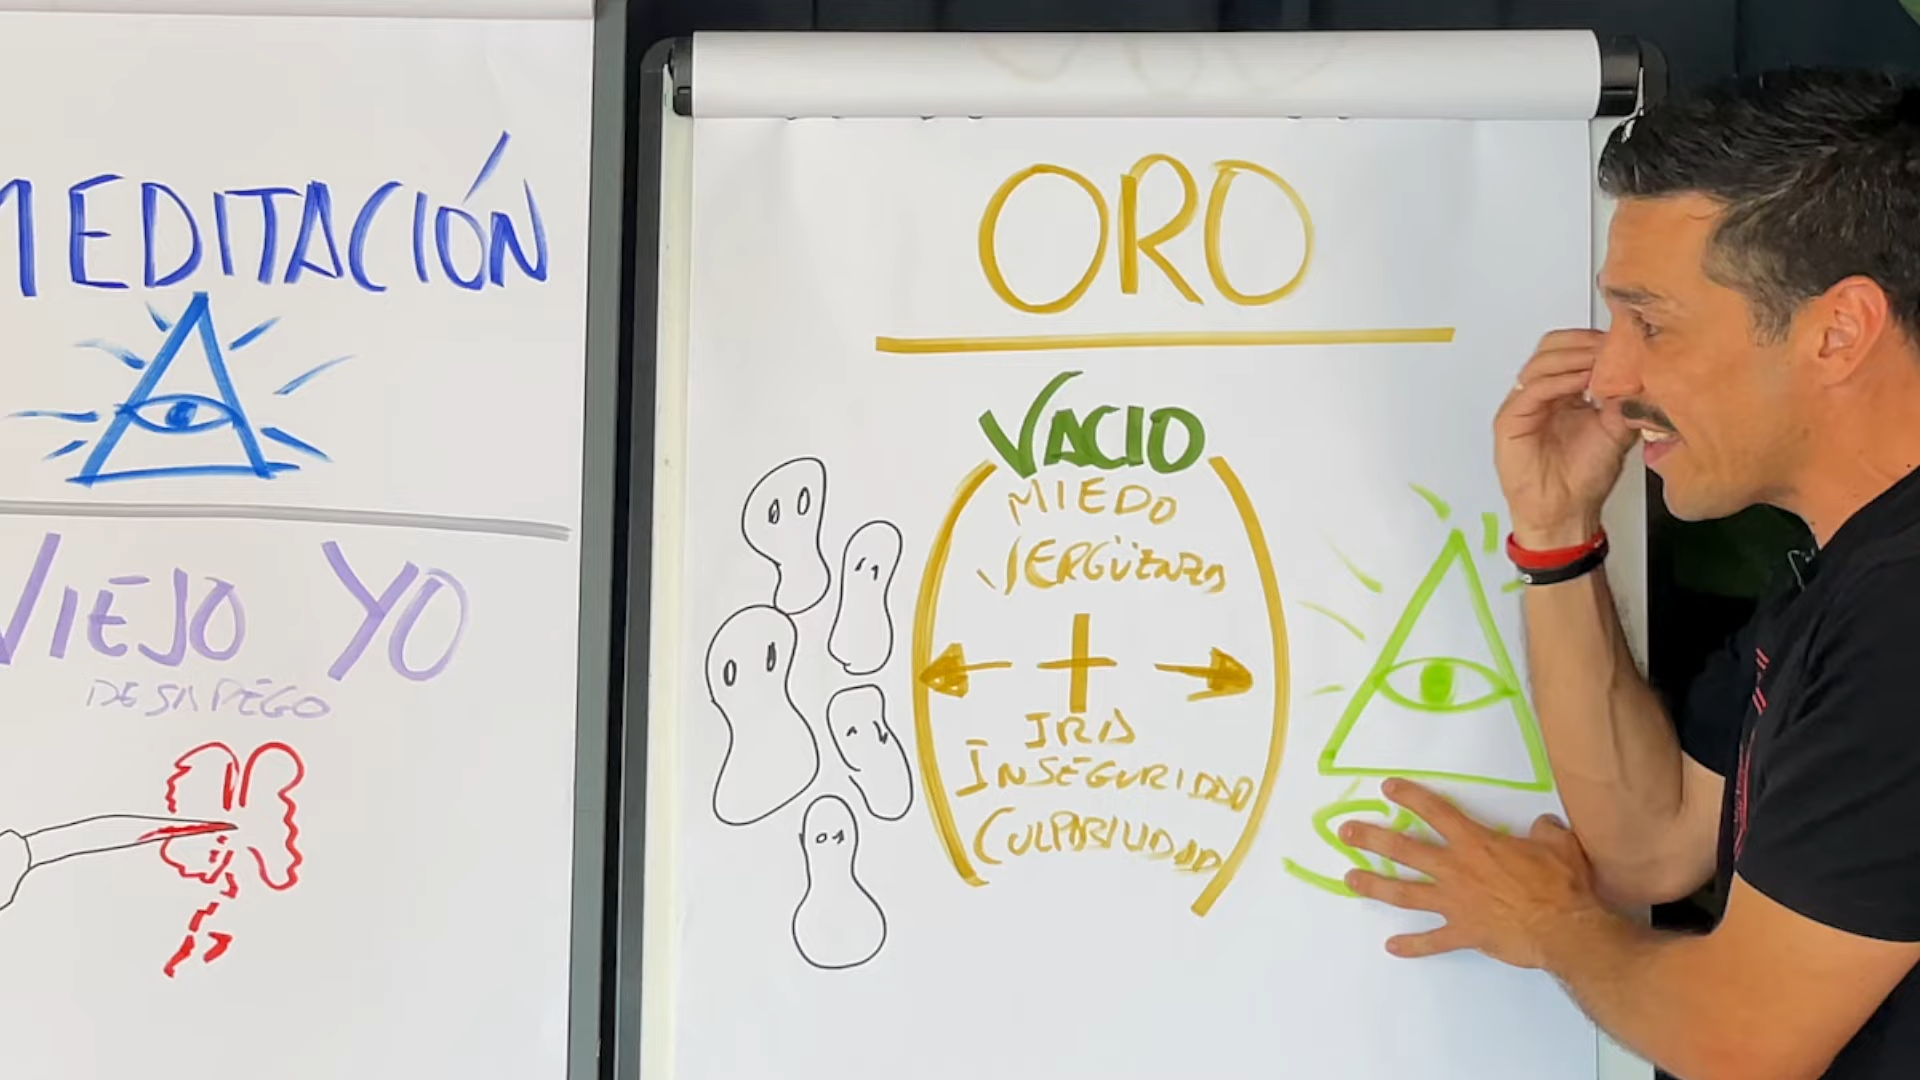 MEDITACIÓN
VIEJO YO
DESAPEGO
ORO
VACIO
MIEDO
VERGÜENZA
+
IRA
INSEGURIDAD
CULPABILIDAD